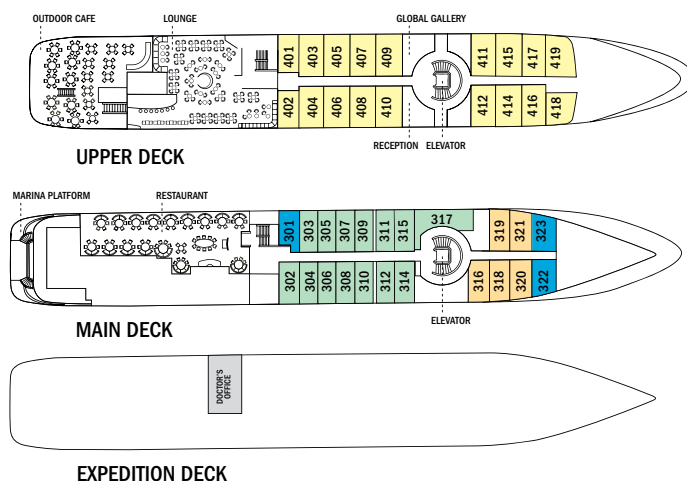 OUTDOOR CAFE LOUNGE GLOBAL GALLERY
401 403 405 407 409 411 415 417 419
402 404 406 408 410 412 414 416 418
RECEPTION ELEVATOR
UPPER DECK
MARINA PLATFORM RESTAURANT
301 303 305 307 309 311 315 317 319 321 323
302 304 306 308 310 312 314 316 318 320 322
ELEVATOR
MAIN DECK
DOCTOR'S
OFFICE
EXPEDITION DECK